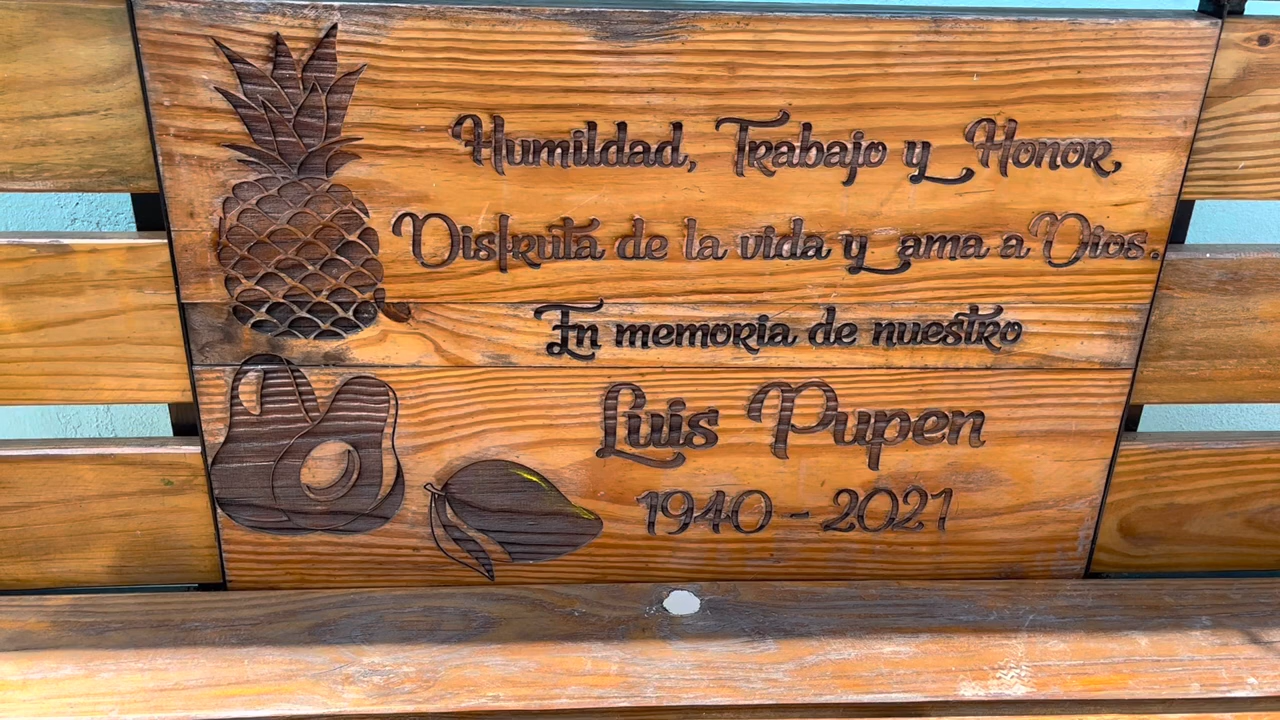 Humildad, Trabajo y Honor,
Disfruta de la vida y ama a Dios.
En memoria de nuestro
Luis Pupen
1940 - 2021